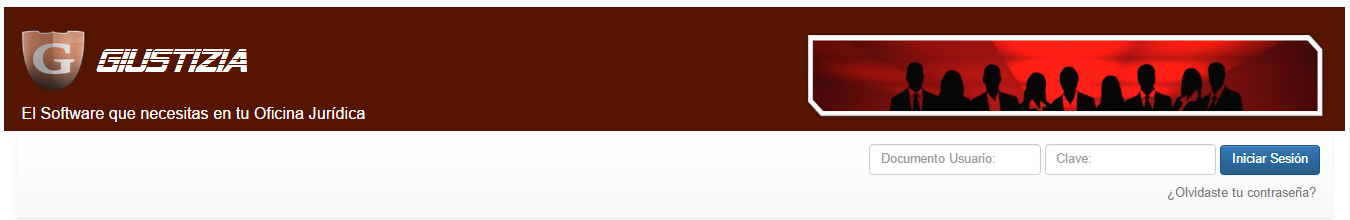 G
GIUSTIZIA
El Software que necesitas en tu Oficina Jurídica
Documento Usuario:
Clave:
Iniciar Sesión
¿Olvidaste tu contraseña?